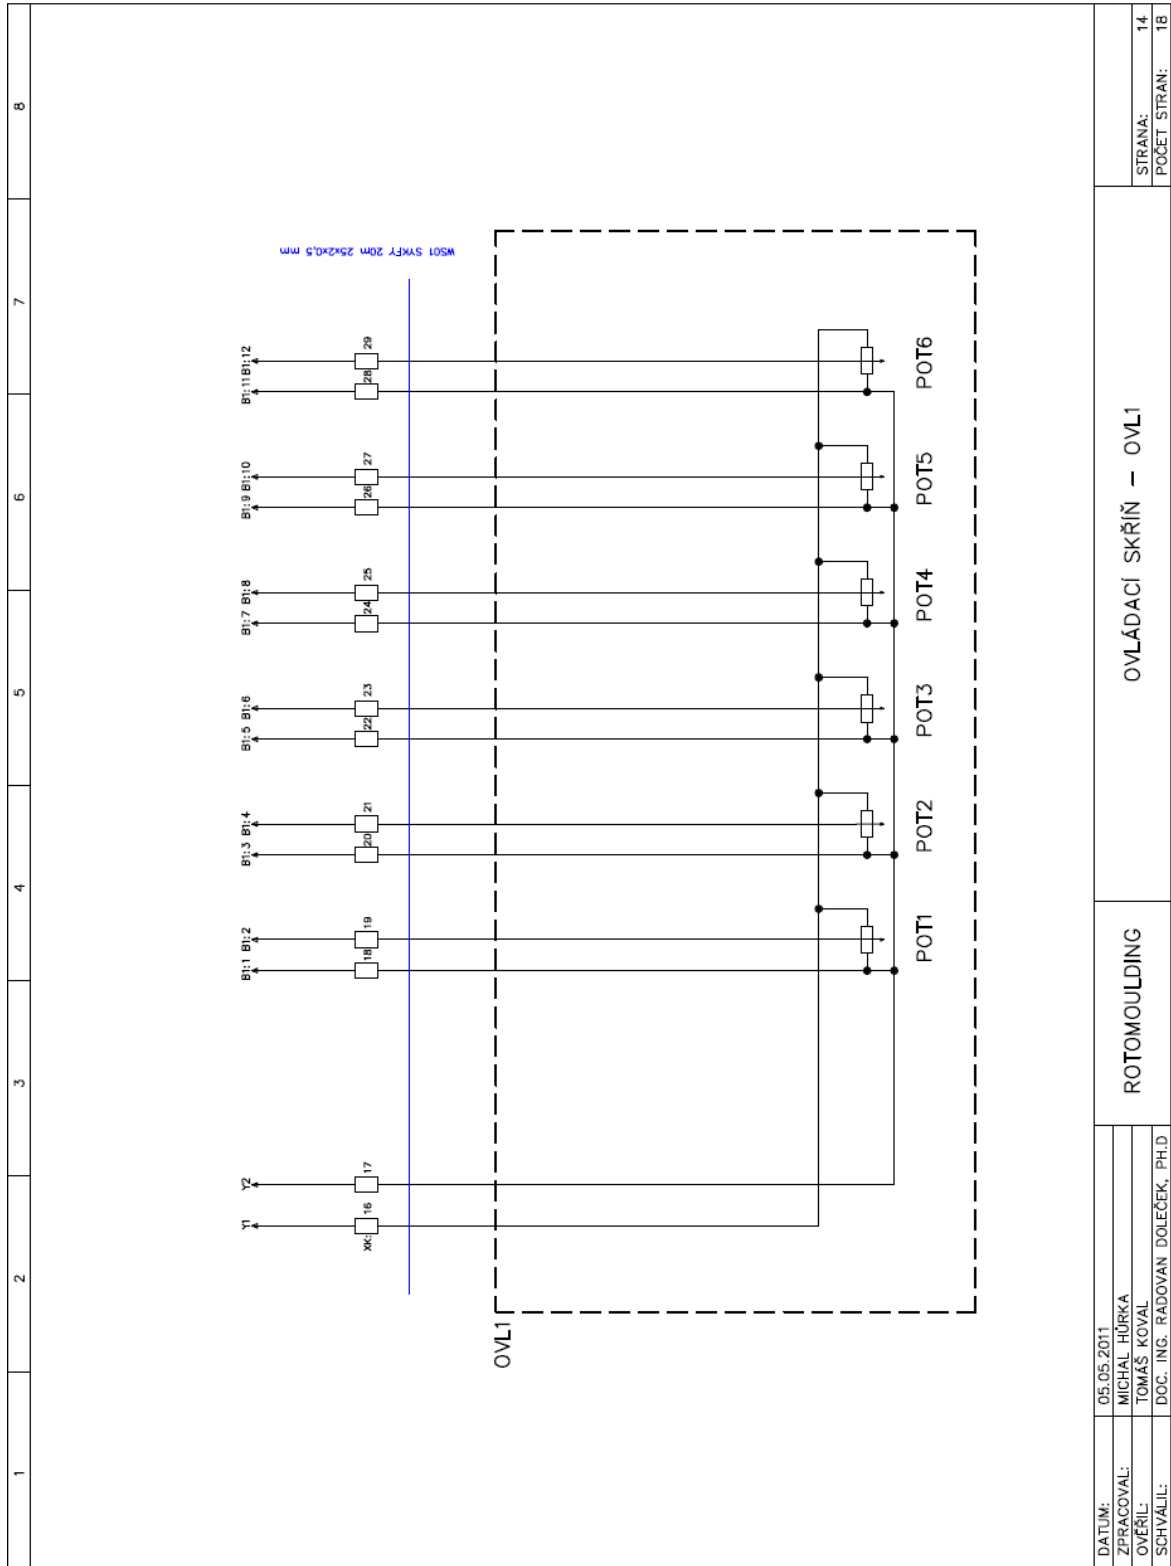 1
2
3
4
5
6
7
8
WS01 SYKFY 20m 25x2x0,5 mm
Y1
Y2
B1:1
B1:2
B1:3
B1:4
B1:5
B1:6
B1:7
B1:8
B1:9
B1:10
B1:11
B1:12
XK:
16
17
18
19
20
21
22
23
24
25
26
27
28
29
OVL1
POT1
POT2
POT3
POT4
POT5
POT6
DATUM: 05.05.2011
ZPRACOVAL: MICHAL HŮRKA
OVĚŘIL: TOMÁŠ KOVAL
SCHVÁLIL: DOC. ING. RADOVAN DOLEČEK, PH.D
ROTOMOULDING
OVLÁDACÍ SKŘÍŇ – OVL1
STRANA: 14
POČET STRAN: 18